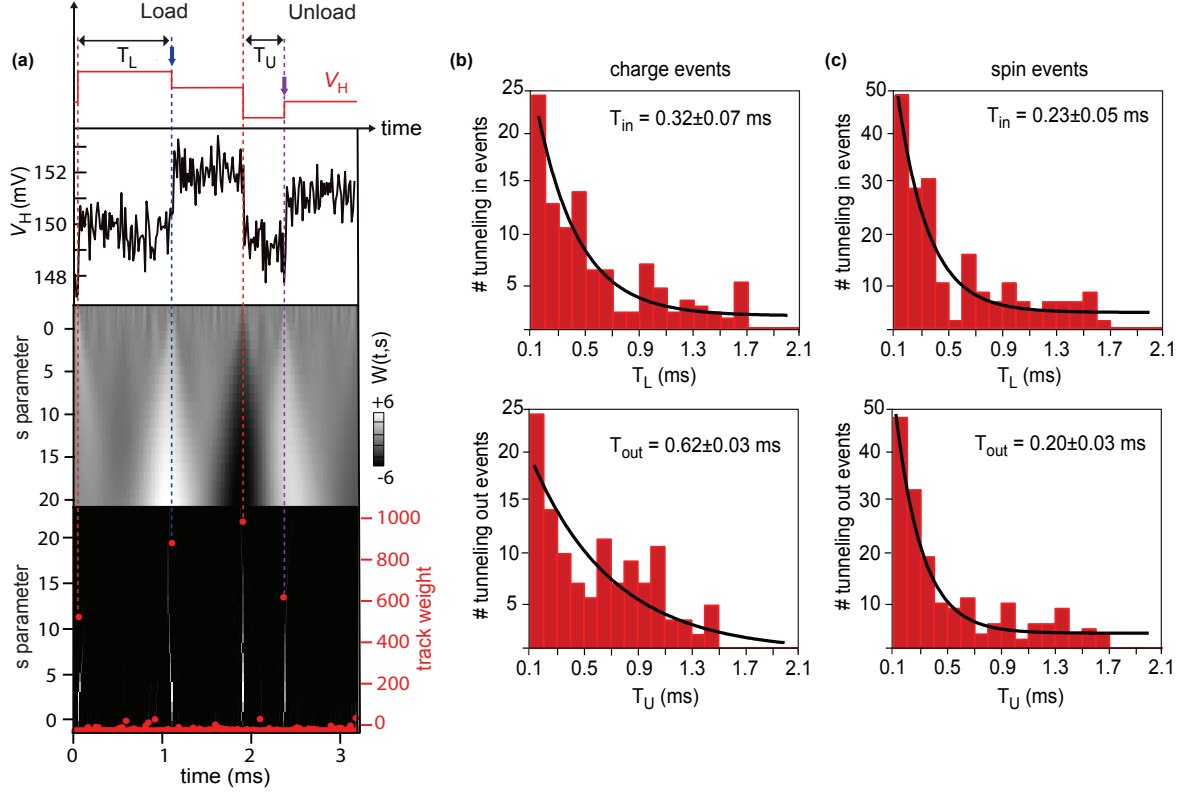 (a)
Load
Unload
T_L
T_U
V_H
time
V_H (mV)
152
150
148
s parameter
0
5
10
15
20
W(t,s)
+6
-6
s parameter
20
15
10
5
0
1000
800
600
400
200
0
track weight
0
1
2
3
time (ms)
(b)
charge events
25
20
15
10
5
# tunneling in events
T_in = 0.32±0.07 ms
0.1
0.5
0.9
1.3
1.7
2.1
T_L (ms)
25
20
15
10
5
# tunneling out events
T_out = 0.62±0.03 ms
0.1
0.5
0.9
1.3
1.7
2.1
T_U (ms)
(c)
spin events
50
40
30
20
10
# tunneling in events
T_in = 0.23±0.05 ms
0.1
0.5
0.9
1.3
1.7
2.1
T_L (ms)
50
40
30
20
10
# tunneling out events
T_out = 0.20±0.03 ms
0.1
0.5
0.9
1.3
1.7
2.1
T_U (ms)